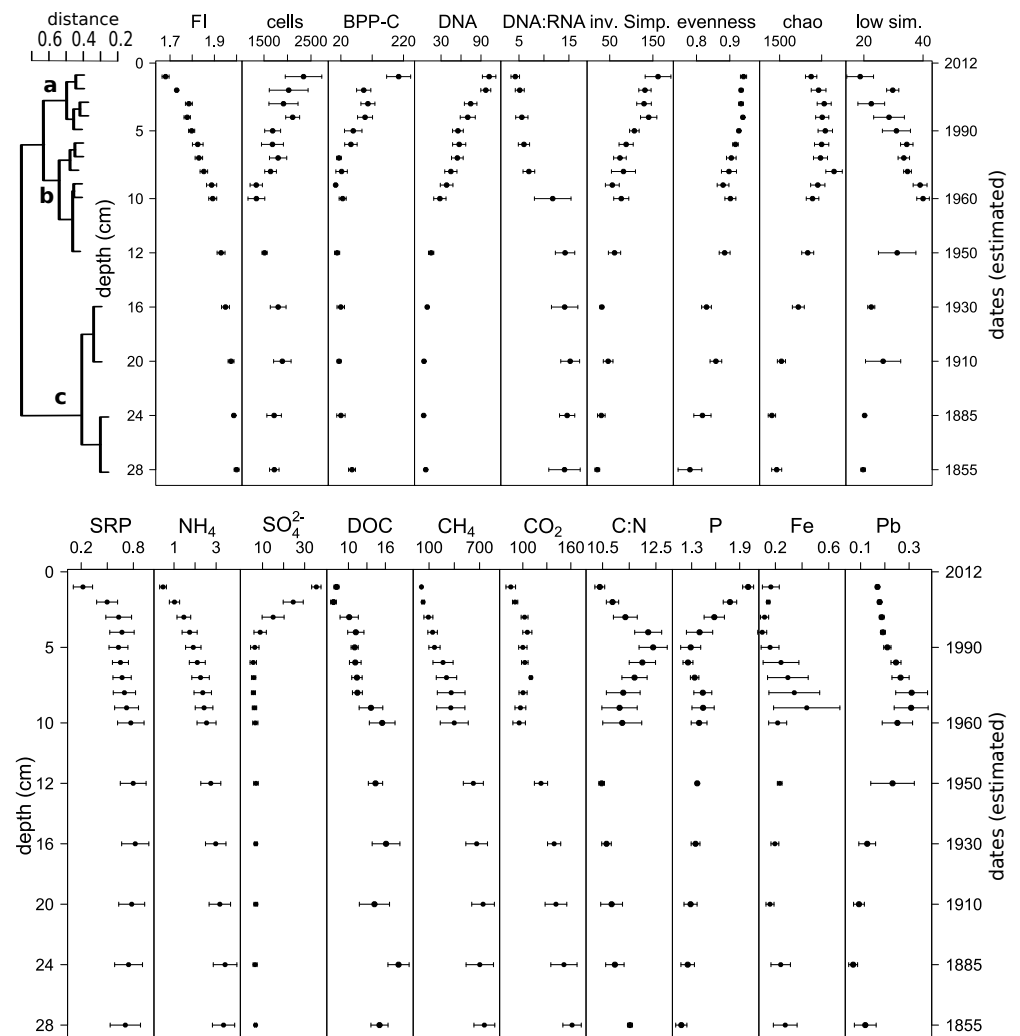 distance
0.6 0.4 0.2
FI cells BPP-C DNA DNA:RNA inv. Simp. evenness chao low sim.
1.7 1.9 1500 2500 20 220 30 90 5 15 50 150 0.8 0.9 1500 20 40
a
b
c
depth (cm)
0
5
10
12
16
20
24
28
2012
1990
1960
1950
1930
1910
1885
1855
dates (estimated)
SRP NH₄ SO₄²⁻ DOC CH₄ CO₂ C:N P Fe Pb
0.2 0.8 1 3 10 30 10 16 100 700 100 160 10.5 12.5 1.3 1.9 0.2 0.6 0.1 0.3
depth (cm)
0
5
10
12
16
20
24
28
2012
1990
1960
1950
1930
1910
1885
1855
dates (estimated)